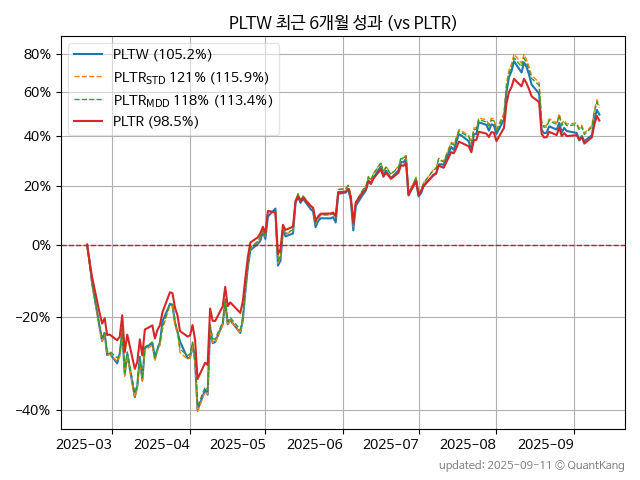 PLTW 최근 6개월 성과 (vs PLTR)
PLTW (105.2%)
PLTRSTD 121% (115.9%)
PLTRMDD 118% (113.4%)
PLTR (98.5%)
80%
60%
40%
20%
0%
−20%
−40%
2025-03 2025-04 2025-05 2025-06 2025-07 2025-08 2025-09
updated: 2025-09-11 © QuantKang